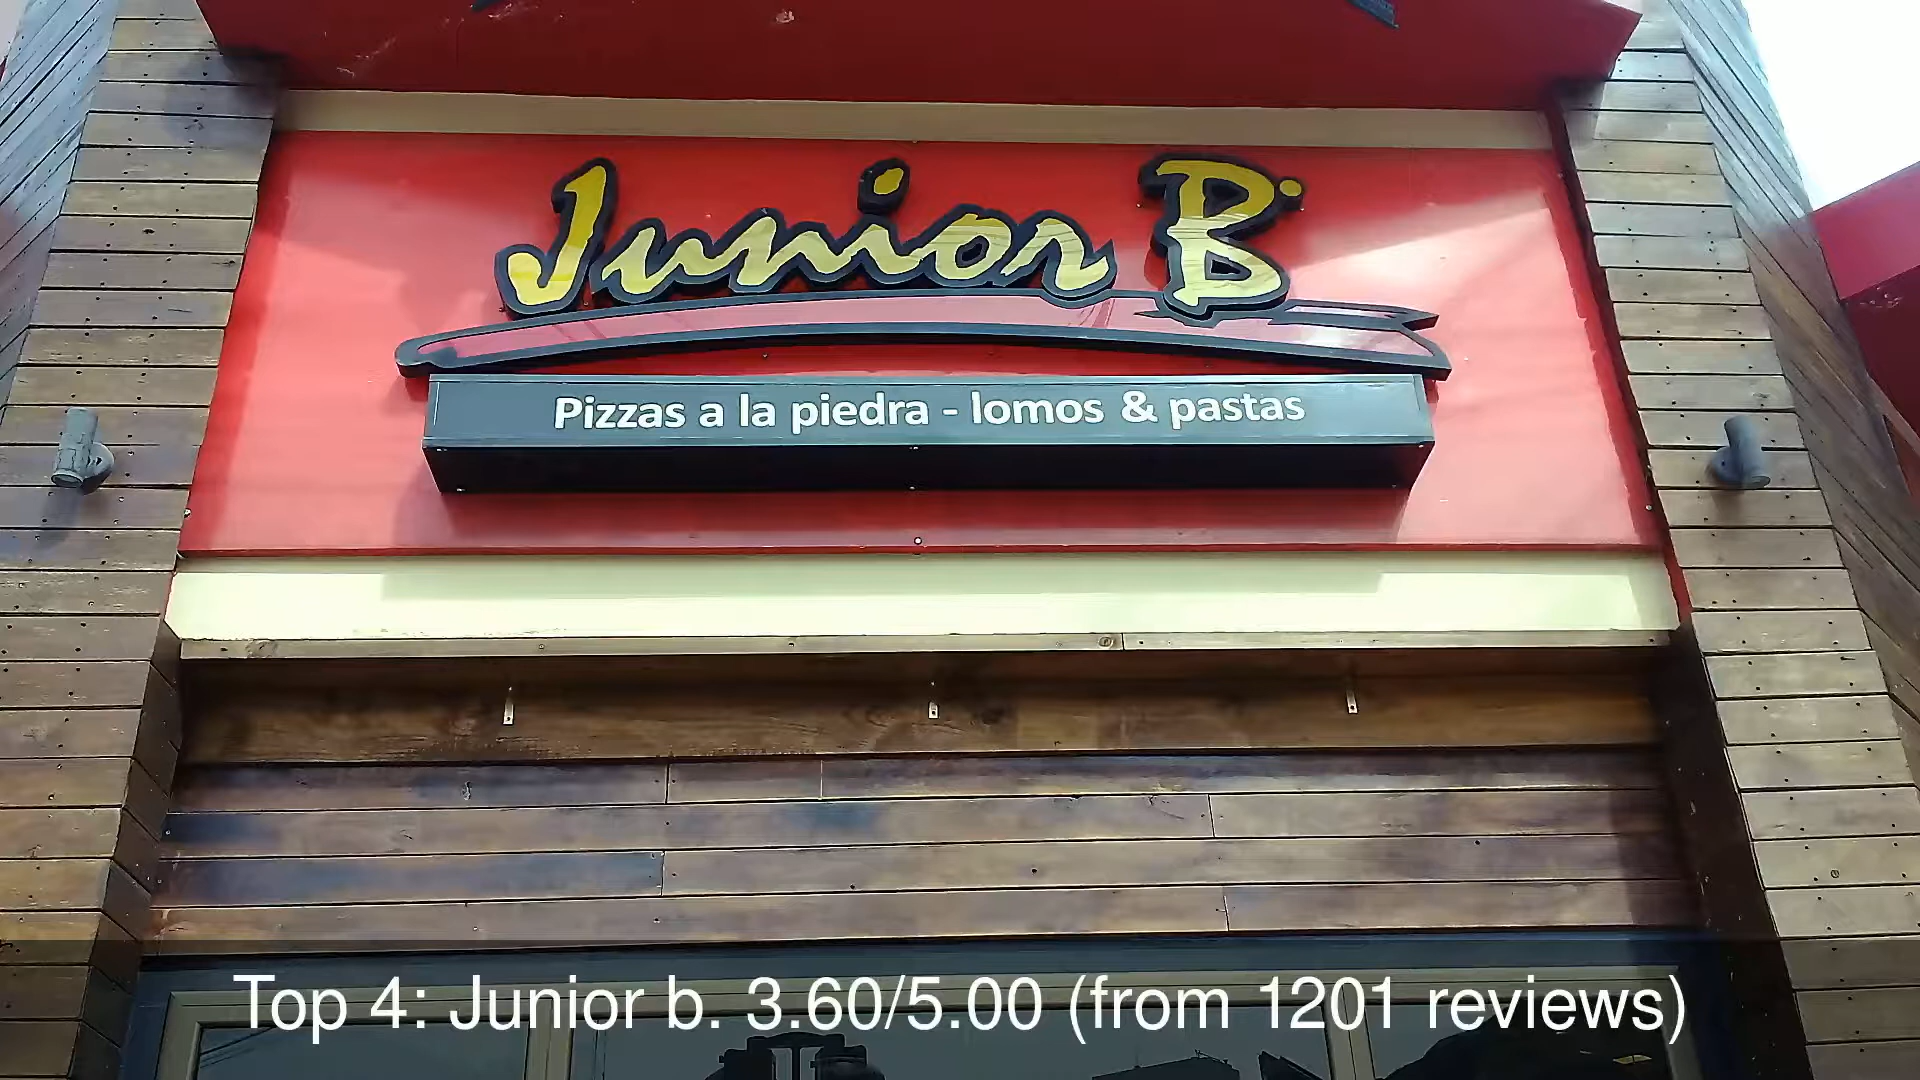 Junior B
Pizzas a la piedra - lomos & pastas
Top 4: Junior b. 3.60/5.00 (from 1201 reviews)